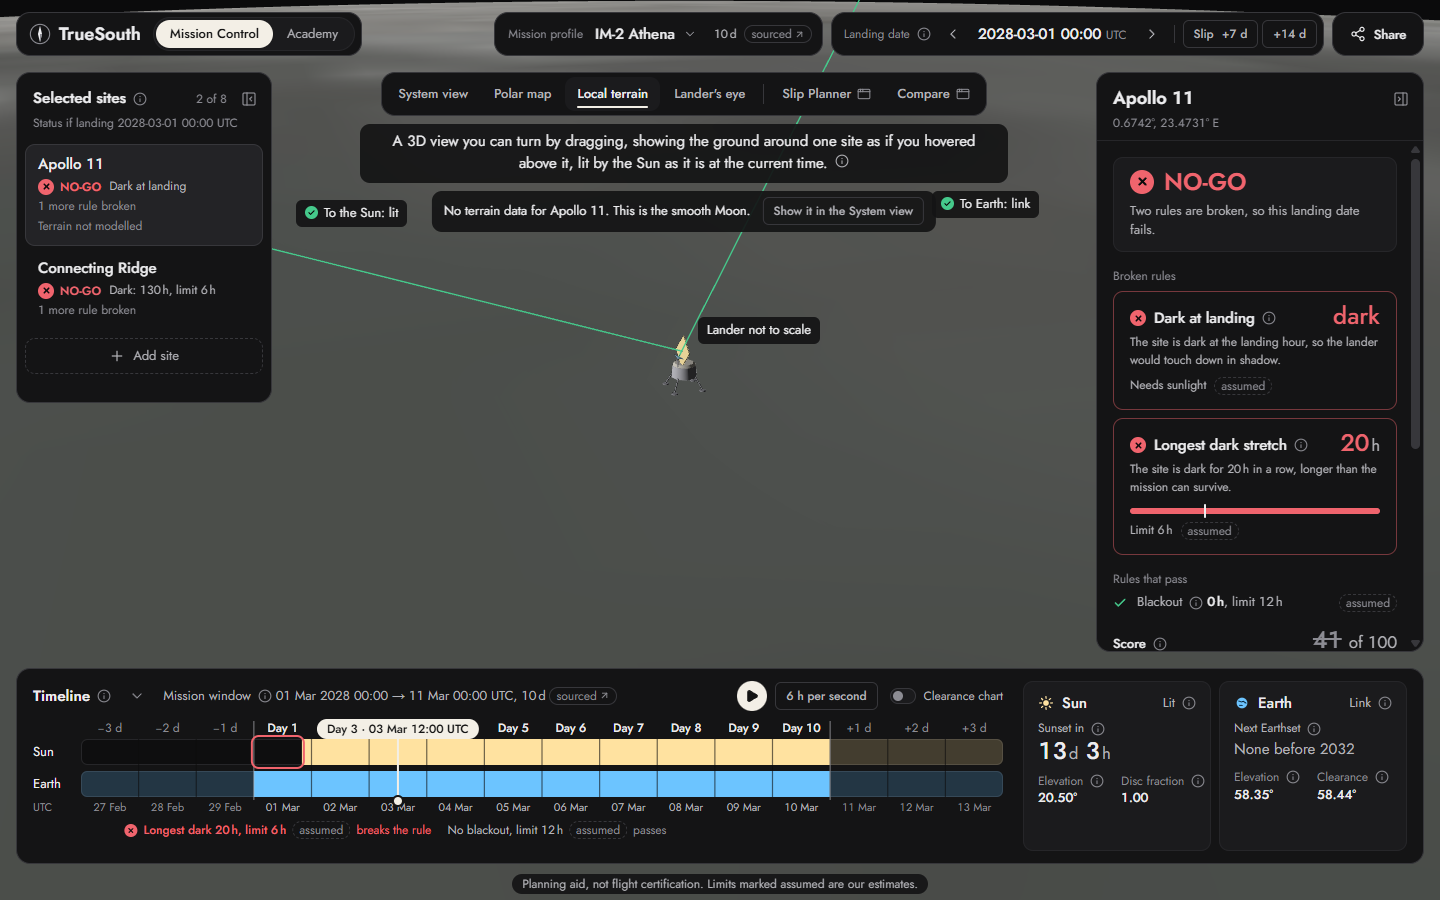 TrueSouth
Mission Control
Academy
Mission profile IM-2 Athena 10 d sourced ↗
Landing date 2028-03-01 00:00 UTC
Slip +7 d
+14 d
Share
Selected sites 2 of 8
Status if landing 2028-03-01 00:00 UTC
Apollo 11
NO-GO Dark at landing
1 more rule broken
Terrain not modelled
Connecting Ridge
NO-GO Dark: 130 h, limit 6 h
1 more rule broken
+ Add site
System view
Polar map
Local terrain
Lander's eye
Slip Planner
Compare
A 3D view you can turn by dragging, showing the ground around one site as if you hovered
above it, lit by the Sun as it is at the current time.
To the Sun: lit
No terrain data for Apollo 11. This is the smooth Moon.
Show it in the System view
To Earth: link
Lander not to scale
Apollo 11
0.6742°, 23.4731° E
NO-GO
Two rules are broken, so this landing date
fails.
Broken rules
Dark at landing dark
The site is dark at the landing hour, so the lander
would touch down in shadow.
Needs sunlight assumed
Longest dark stretch 20 h
The site is dark for 20 h in a row, longer than the
mission can survive.
Limit 6 h assumed
Rules that pass
Blackout 0 h, limit 12 h assumed
Score 41 of 100
Timeline
Mission window 01 Mar 2028 00:00 → 11 Mar 00:00 UTC, 10 d sourced ↗
6 h per second
Clearance chart
−3 d −2 d −1 d Day 1 Day 3 · 03 Mar 12:00 UTC Day 5 Day 6 Day 7 Day 8 Day 9 Day 10 +1 d +2 d +3 d
Sun
Earth
UTC 27 Feb 28 Feb 29 Feb 01 Mar 02 Mar 03 Mar 04 Mar 05 Mar 06 Mar 07 Mar 08 Mar 09 Mar 10 Mar 11 Mar 12 Mar 13 Mar
Longest dark 20 h, limit 6 h assumed breaks the rule No blackout, limit 12 h assumed passes
Sun Lit
Sunset in
13 d 3 h
Elevation Disc fraction
20.50° 1.00
Earth Link
Next Earthset
None before 2032
Elevation Clearance
58.35° 58.44°
Planning aid, not flight certification. Limits marked assumed are our estimates.